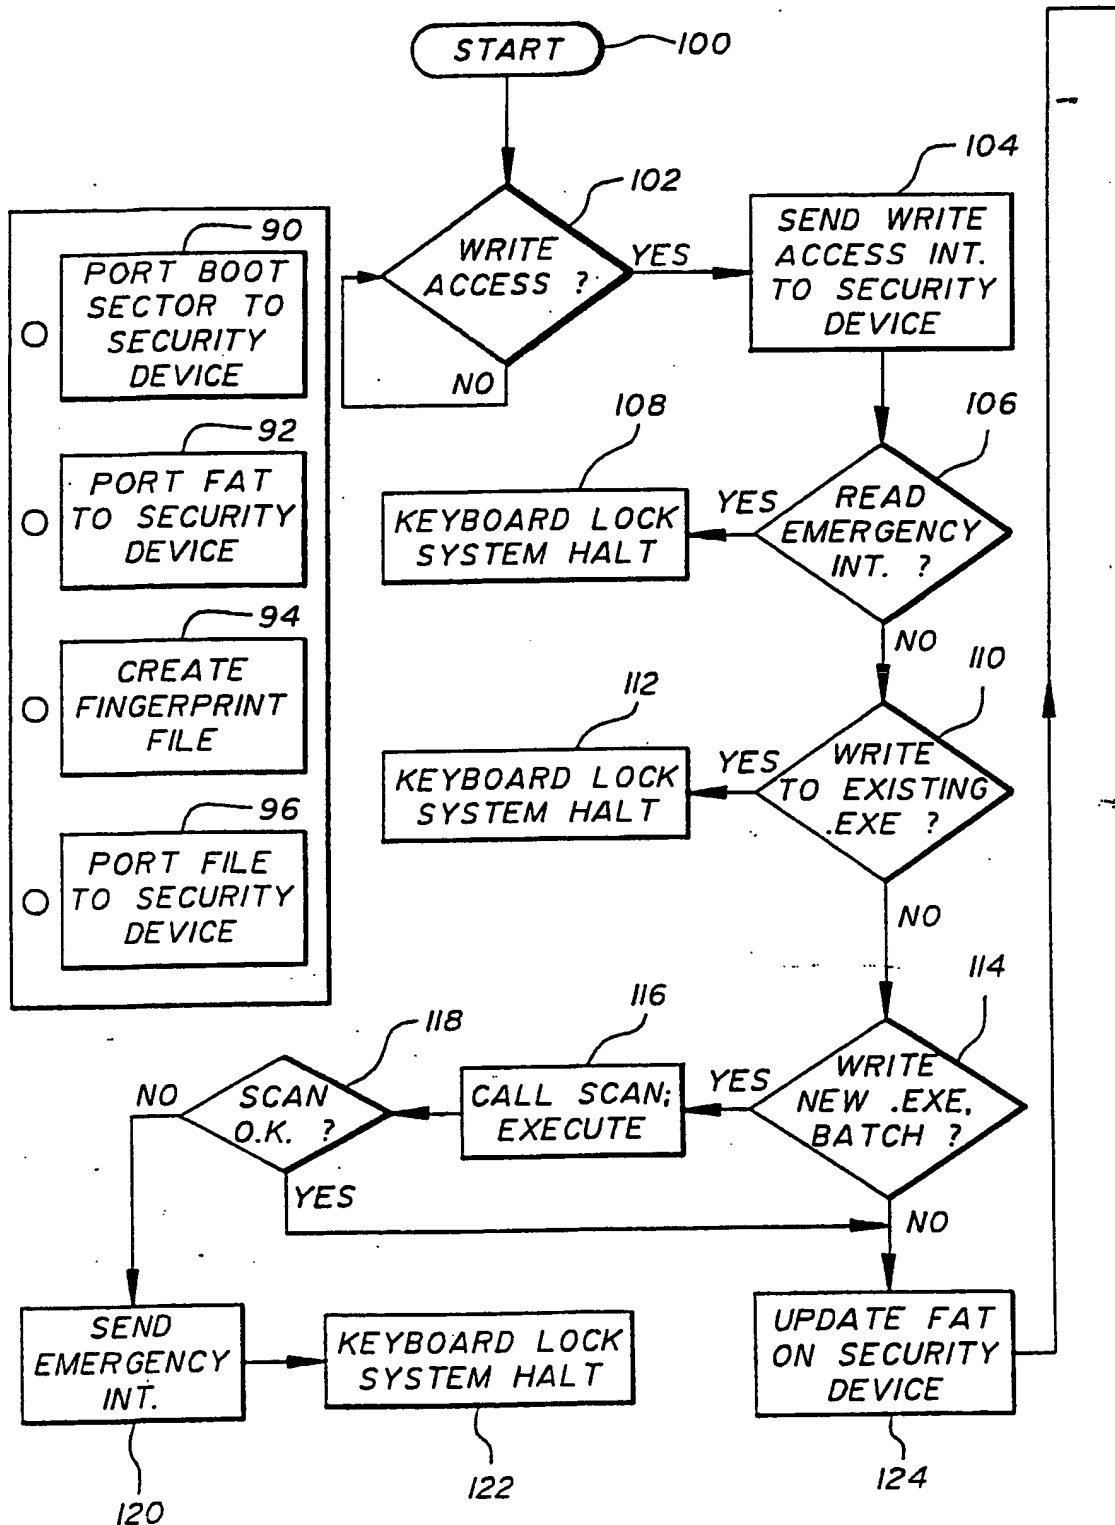 START
100
102
WRITE
ACCESS ?
YES
NO
104
SEND WRITE
ACCESS INT.
TO SECURITY
DEVICE
90
PORT BOOT
SECTOR TO
SECURITY
DEVICE
92
PORT FAT
TO SECURITY
DEVICE
94
CREATE
FINGERPRINT
FILE
96
PORT FILE
TO SECURITY
DEVICE
106
READ
EMERGENCY
INT. ?
YES
NO
108
KEYBOARD LOCK
SYSTEM HALT
110
WRITE
TO EXISTING
.EXE ?
YES
NO
112
KEYBOARD LOCK
SYSTEM HALT
114
WRITE
NEW .EXE,
BATCH ?
YES
NO
116
CALL SCAN;
EXECUTE
118
SCAN
O.K. ?
NO
YES
SEND
EMERGENCY
INT.
120
KEYBOARD LOCK
SYSTEM HALT
122
UPDATE FAT
ON SECURITY
DEVICE
124